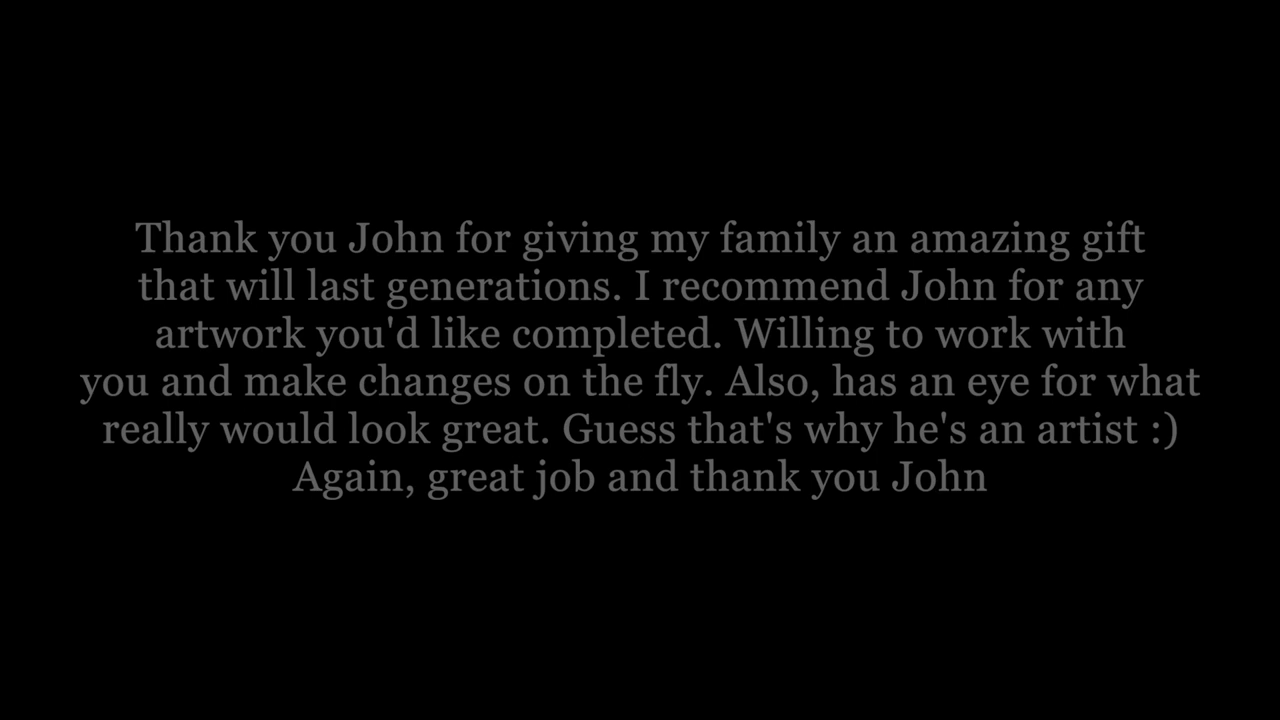 Thank you John for giving my family an amazing gift
that will last generations. I recommend John for any
artwork you'd like completed. Willing to work with
you and make changes on the fly. Also, has an eye for what
really would look great. Guess that's why he's an artist :)
Again, great job and thank you John